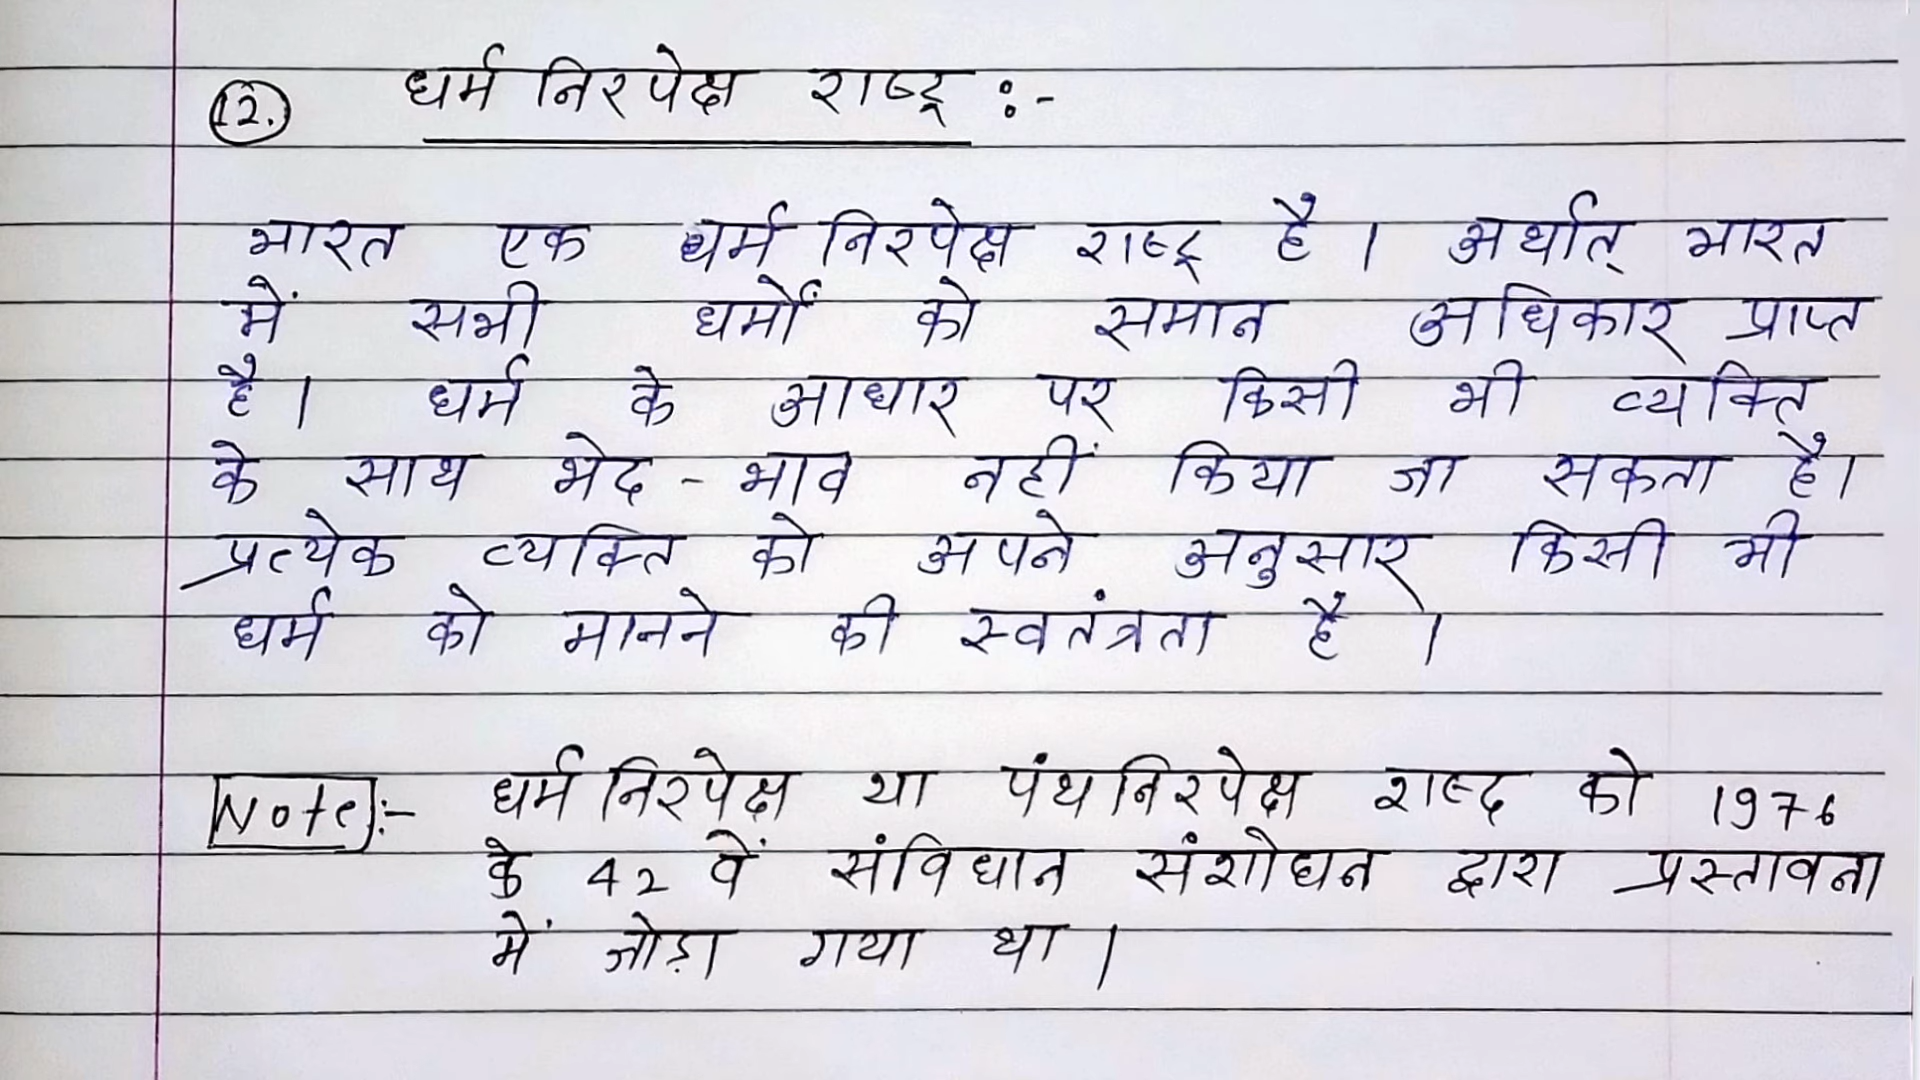 12. धर्म निरपेक्ष राष्ट्र :-
भारत एक धर्म निरपेक्ष राष्ट्र है । अर्थात् भारत
में सभी धर्मों को समान अधिकार प्राप्त
है । धर्म के आधार पर किसी भी व्यक्ति
के साथ भेद - भाव नहीं किया जा सकता है।
प्रत्येक व्यक्ति को अपने अनुसार किसी भी
धर्म को मानने की स्वतंत्रता है ।
Note :- धर्म निरपेक्ष या पंथनिरपेक्ष शब्द को 1976
के 42 वें संविधान संशोधन द्वारा प्रस्तावना
में जोड़ा गया था ।